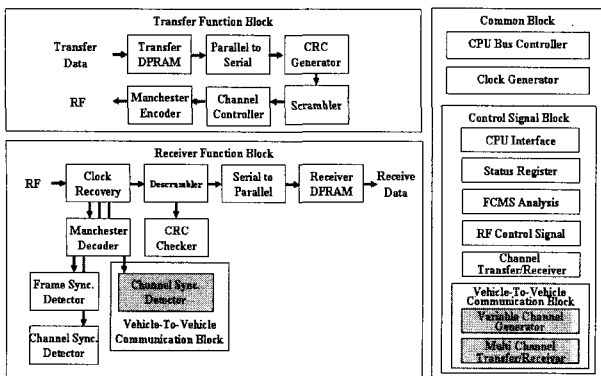 Transfer Function Block
Transfer
Data
Transfer
DPRAM
Parallel to
Serial
CRC
Generator
RF
Manchester
Encoder
Channel
Controller
Scrambler
Receiver Function Block
RF
Clock
Recovery
Descrambler
Serial to
Parallel
Receiver
DPRAM
Receive
Data
Manchester
Decoder
CRC
Checker
Frame Sync.
Detector
Channel Sync.
Detector
Channel Sync.
Detector
Vehicle-To-Vehicle
Communication Block
Common Block
CPU Bus Controller
Clock Generator
Control Signal Block
CPU Interface
Status Register
FCMS Analysis
RF Control Signal
Channel
Transfer/Receiver
Vehicle-To-Vehicle
Communication Block
Variable Channel
Generator
Multi Channel
Transfer/Receiver